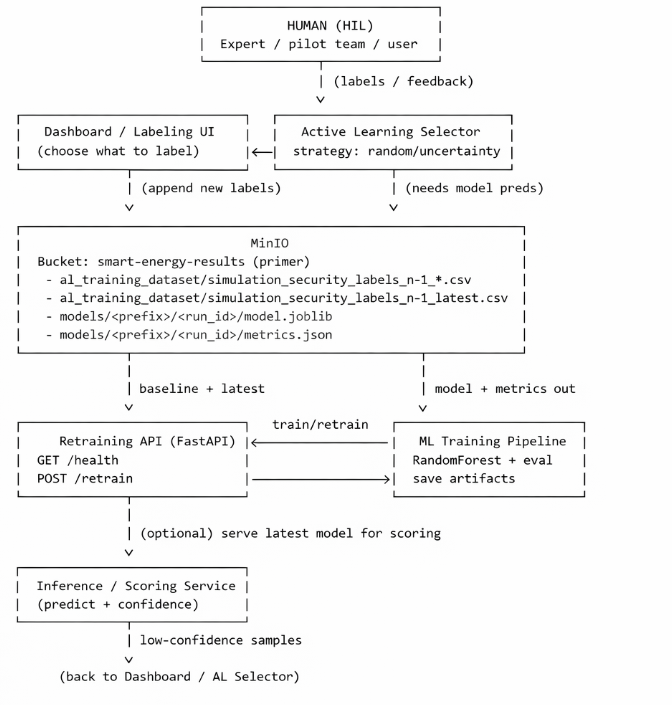 HUMAN (HIL)
Expert / pilot team / user
(labels / feedback)
Dashboard / Labeling UI
(choose what to label)
Active Learning Selector
strategy: random/uncertainty
(append new labels)
(needs model preds)
MinIO
Bucket: smart-energy-results (primer)
- al_training_dataset/simulation_security_labels_n-1_*.csv
- al_training_dataset/simulation_security_labels_n-1_latest.csv
- models/<prefix>/<run_id>/model.joblib
- models/<prefix>/<run_id>/metrics.json
baseline + latest
model + metrics out
Retraining API (FastAPI)
GET /health
POST /retrain
train/retrain
ML Training Pipeline
RandomForest + eval
save artifacts
(optional) serve latest model for scoring
Inference / Scoring Service
(predict + confidence)
low-confidence samples
(back to Dashboard / AL Selector)